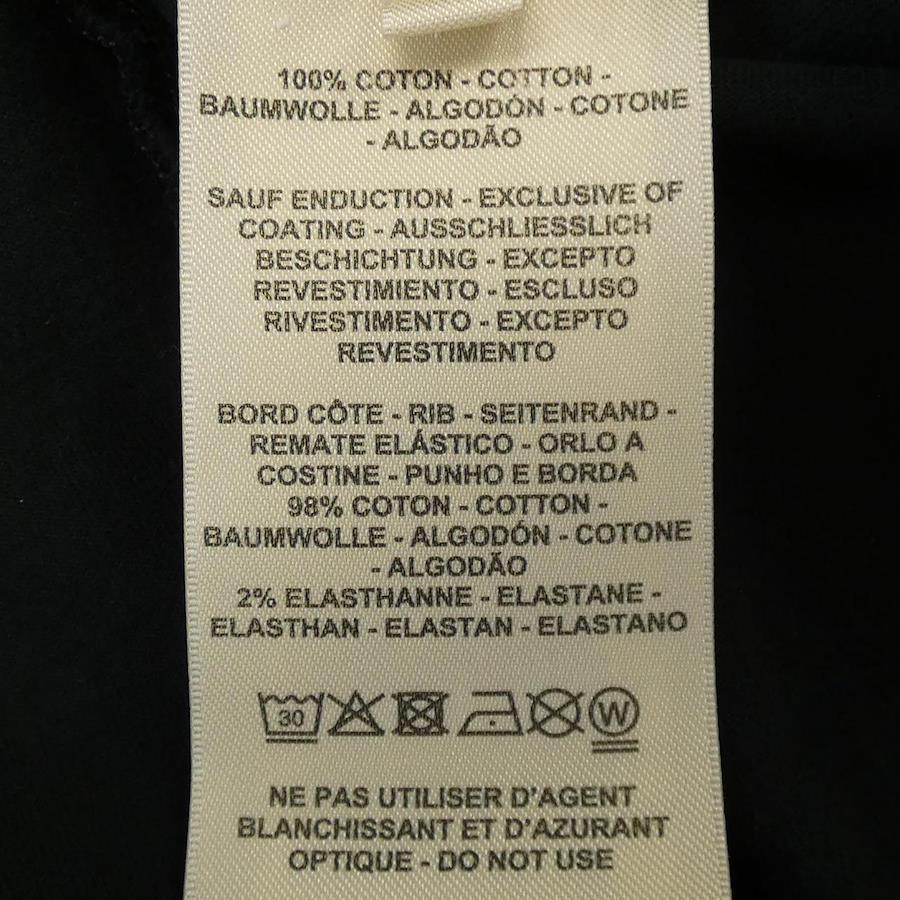 100% COTON - COTTON -
BAUMWOLLE - ALGODÓN - COTONE
- ALGODÃO
SAUF ENDUCTION - EXCLUSIVE OF
COATING - AUSSCHLIESSLICH
BESCHICHTUNG - EXCEPTO
REVESTIMIENTO - ESCLUSO
RIVESTIMENTO - EXCEPTO
REVESTIMENTO
BORD CÔTE - RIB - SEITENRAND -
REMATE ELÁSTICO - ORLO A
COSTINE - PUNHO E BORDA
98% COTON - COTTON -
BAUMWOLLE - ALGODÓN - COTONE
- ALGODÃO
2% ELASTHANNE - ELASTANE -
ELASTHAN - ELASTAN - ELASTANO
30 W
NE PAS UTILISER D'AGENT
BLANCHISSANT ET D'AZURANT
OPTIQUE - DO NOT USE